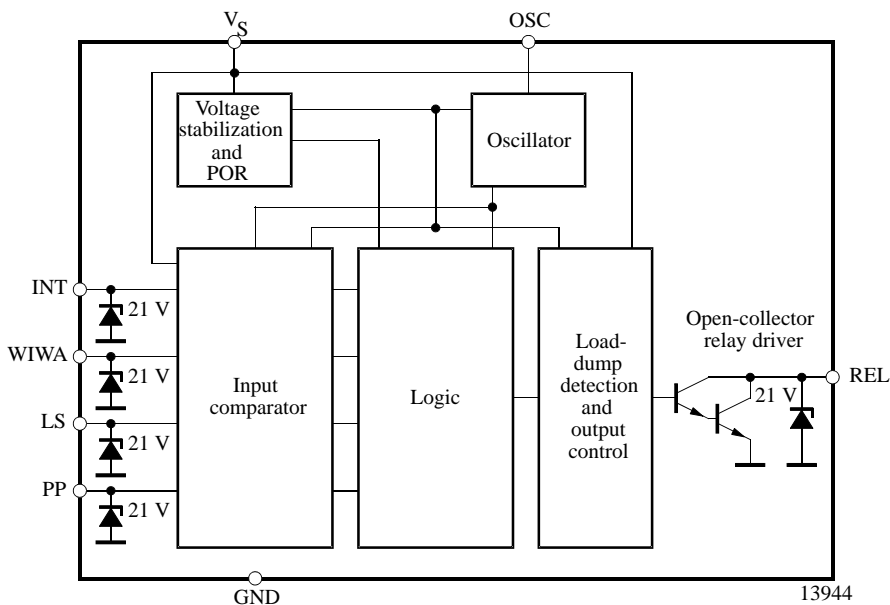 V
S
OSC
Voltage
stabilization
and
POR
Oscillator
INT
21 V
WIWA
21 V
LS
21 V
PP
21 V
Input
comparator
Logic
Load-
dump
detection
and
output
control
Open-collector
relay driver
REL
21 V
GND
13944